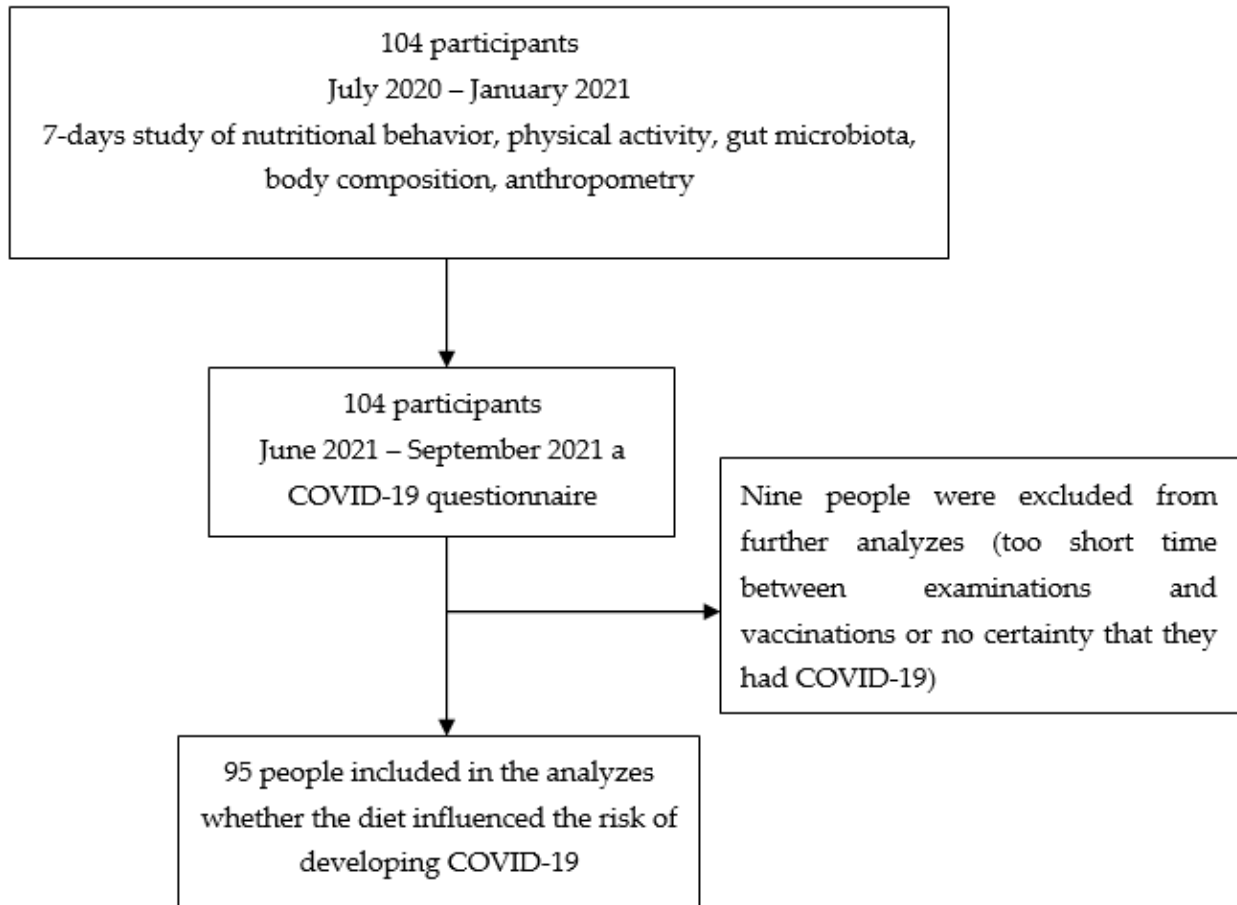 104 participants
July 2020 – January 2021
7-days study of nutritional behavior, physical activity, gut microbiota,
body composition, anthropometry
104 participants
June 2021 – September 2021 a
COVID-19 questionnaire
Nine people were excluded from
further analyzes (too short time
between examinations and
vaccinations or no certainty that they
had COVID-19)
95 people included in the analyzes
whether the diet influenced the risk of
developing COVID-19